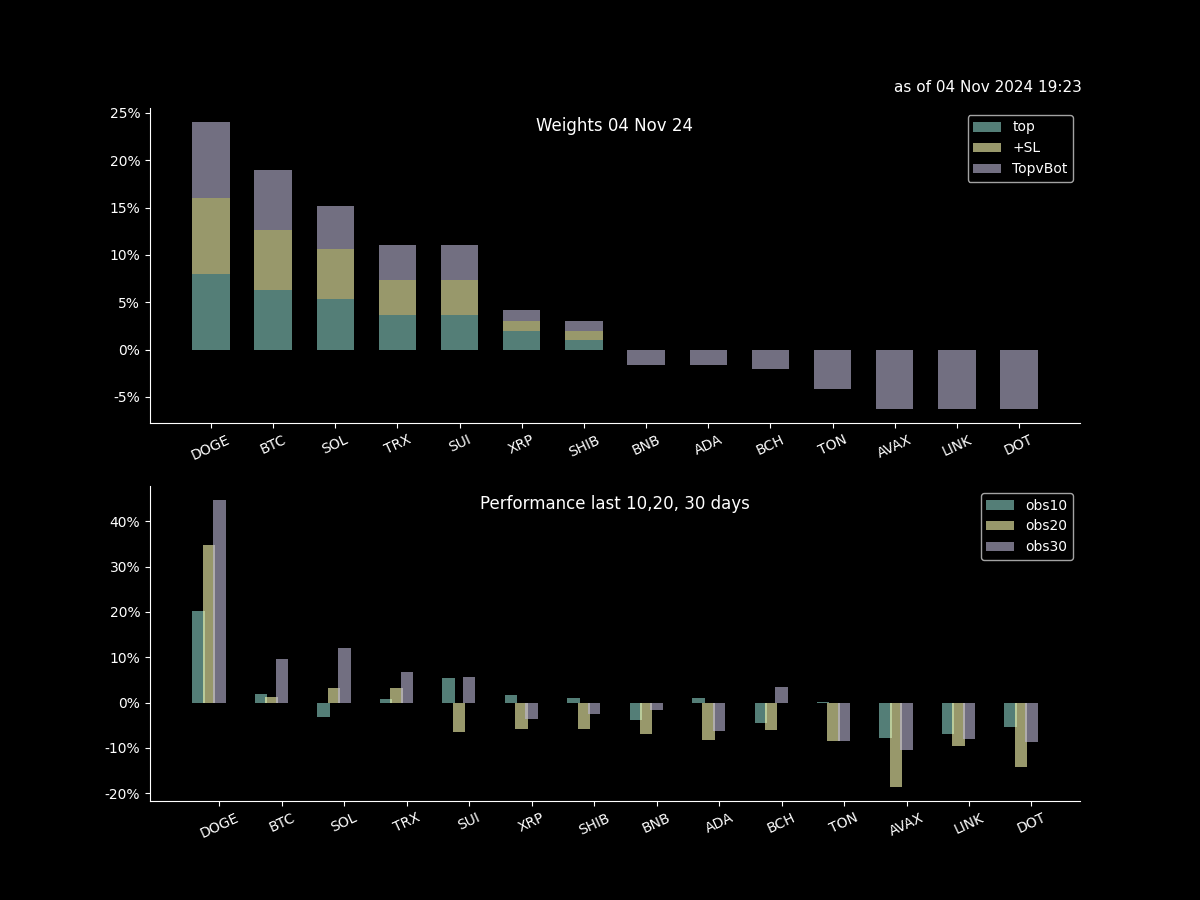 as of 04 Nov 2024 19:23
Weights 04 Nov 24
top
+SL
TopvBot
25%
20%
15%
10%
5%
0%
-5%
DOGE BTC SOL TRX SUI XRP SHIB BNB ADA BCH TON AVAX LINK DOT
Performance last 10,20, 30 days
obs10
obs20
obs30
40%
30%
20%
10%
0%
-10%
-20%
DOGE BTC SOL TRX SUI XRP SHIB BNB ADA BCH TON AVAX LINK DOT